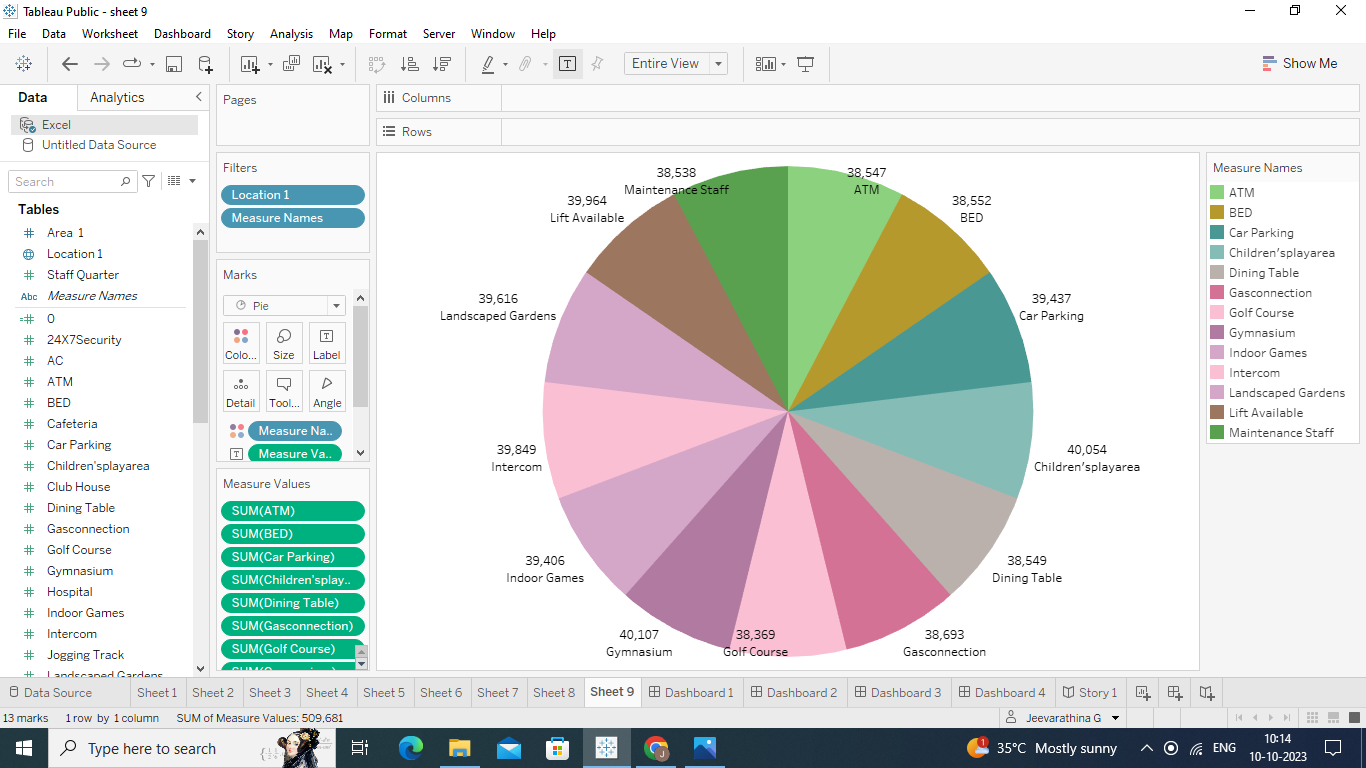 Tableau Public - sheet 9
File Data Worksheet Dashboard Story Analysis Map Format Server Window Help
Entire View
Show Me
Data Analytics
Excel
Untitled Data Source
Search
Tables
Area 1
Location 1
Staff Quarter
Abc Measure Names
0
24X7Security
AC
ATM
BED
Cafeteria
Car Parking
Children'splayarea
Club House
Dining Table
Gasconnection
Golf Course
Gymnasium
Hospital
Indoor Games
Intercom
Jogging Track
Landscaped Gardens
Pages
Filters
Location 1
Measure Names
Marks
Pie
Colo... Size Label
Detail Tool... Angle
Measure Na..
Measure Va..
Measure Values
SUM(ATM)
SUM(BED)
SUM(Car Parking)
SUM(Children'splay..
SUM(Dining Table)
SUM(Gasconnection)
SUM(Golf Course)
Columns
Rows
38,538
Maintenance Staff
38,547
ATM
39,964
Lift Available
38,552
BED
39,616
Landscaped Gardens
39,437
Car Parking
39,849
Intercom
40,054
Children'splayarea
39,406
Indoor Games
38,549
Dining Table
40,107
Gymnasium
38,369
Golf Course
38,693
Gasconnection
Measure Names
ATM
BED
Car Parking
Children'splayarea
Dining Table
Gasconnection
Golf Course
Gymnasium
Indoor Games
Intercom
Landscaped Gardens
Lift Available
Maintenance Staff
Data Source Sheet 1 Sheet 2 Sheet 3 Sheet 4 Sheet 5 Sheet 6 Sheet 7 Sheet 8 Sheet 9 Dashboard 1 Dashboard 2 Dashboard 3 Dashboard 4 Story 1
13 marks 1 row by 1 column SUM of Measure Values: 509,681 Jeevarathina G
Type here to search
1
35°C Mostly sunny
ENG
10:14
10-10-2023